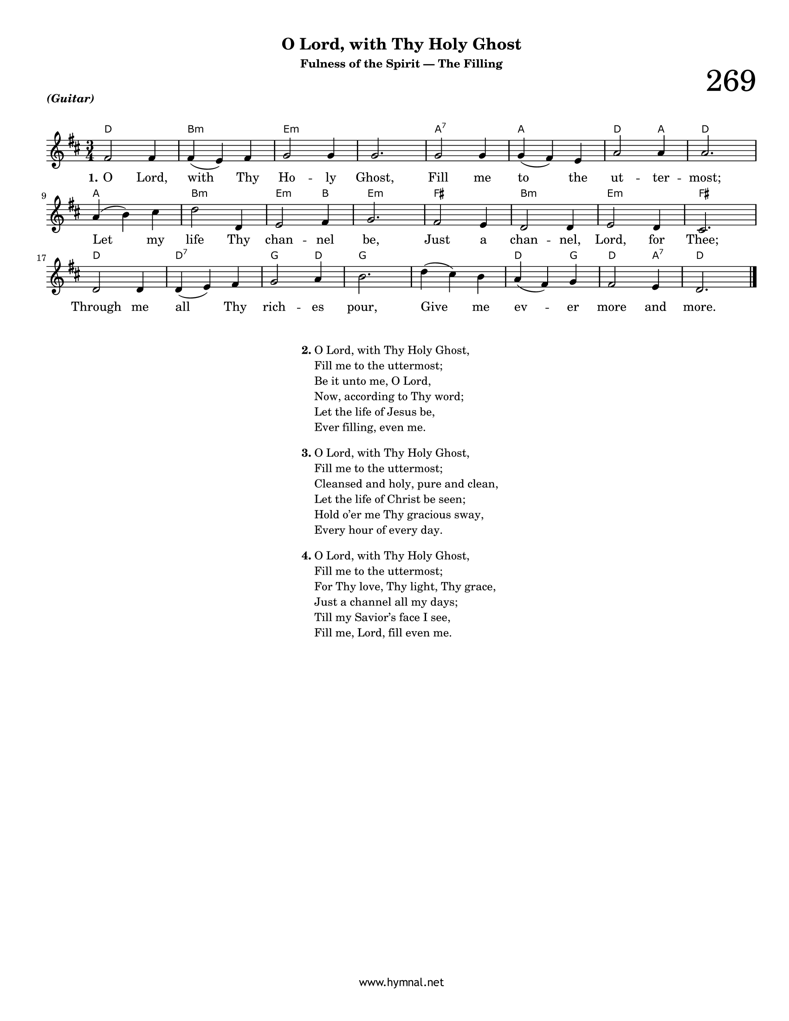 O Lord, with Thy Holy Ghost
Fulness of the Spirit — The Filling
269
(Guitar)
D Bm Em A7 A D A D
1. O Lord, with Thy Ho - ly Ghost, Fill me to the ut - ter - most;
9 A Bm Em B Em F♯ Bm Em F♯
Let my life Thy chan - nel be, Just a chan - nel, Lord, for Thee;
17 D D7 G D G D G D A7 D
Through me all Thy rich - es pour, Give me ev - er more and more.
2. O Lord, with Thy Holy Ghost,
Fill me to the uttermost;
Be it unto me, O Lord,
Now, according to Thy word;
Let the life of Jesus be,
Ever filling, even me.
3. O Lord, with Thy Holy Ghost,
Fill me to the uttermost;
Cleansed and holy, pure and clean,
Let the life of Christ be seen;
Hold o'er me Thy gracious sway,
Every hour of every day.
4. O Lord, with Thy Holy Ghost,
Fill me to the uttermost;
For Thy love, Thy light, Thy grace,
Just a channel all my days;
Till my Savior's face I see,
Fill me, Lord, fill even me.
www.hymnal.net